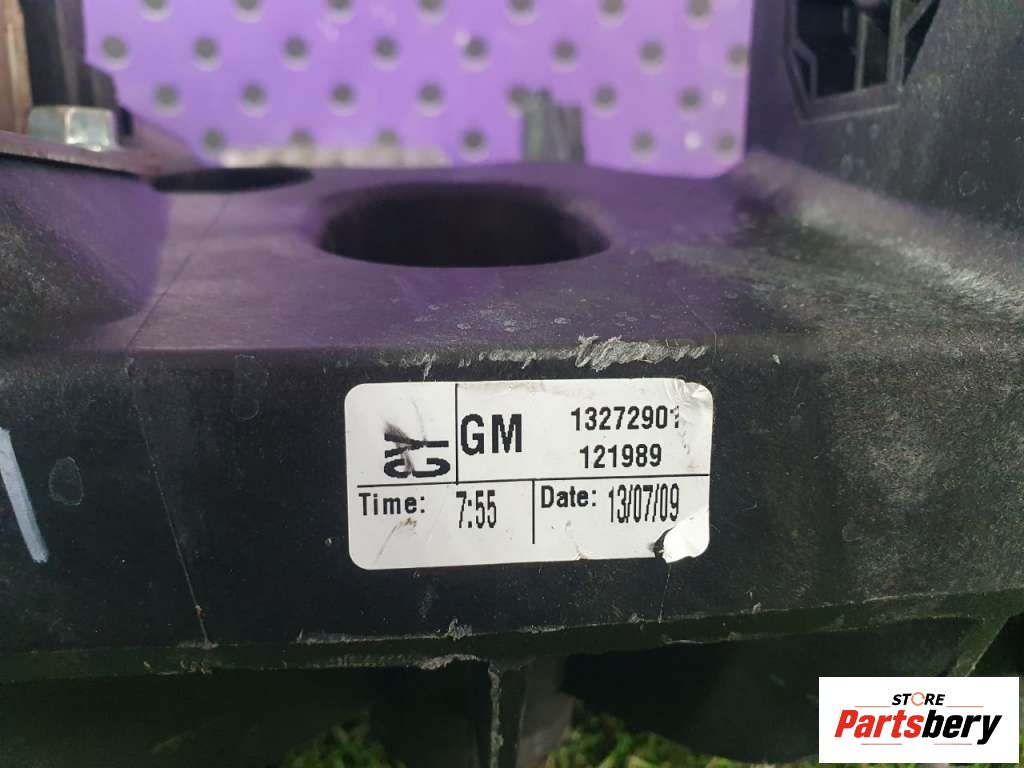 GM 13272901
121989
Time: 7:55 Date: 13/07/09
STORE
Partsbery